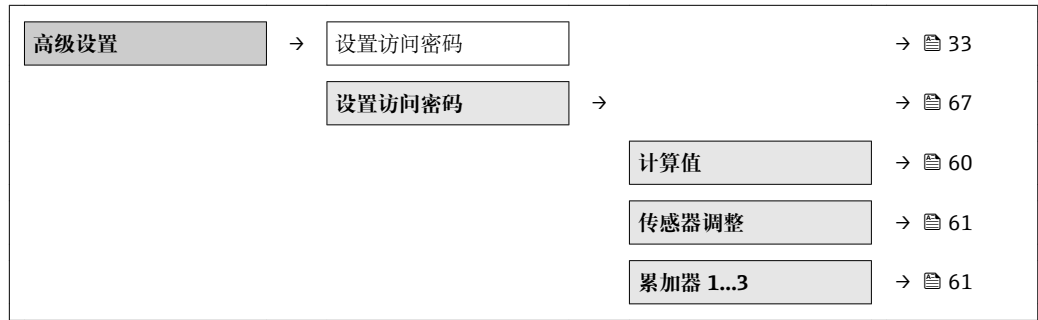 高级设置 → 设置访问密码 → 33
设置访问密码 → → 67
计算值 → 60
传感器调整 → 61
累加器 1...3 → 61